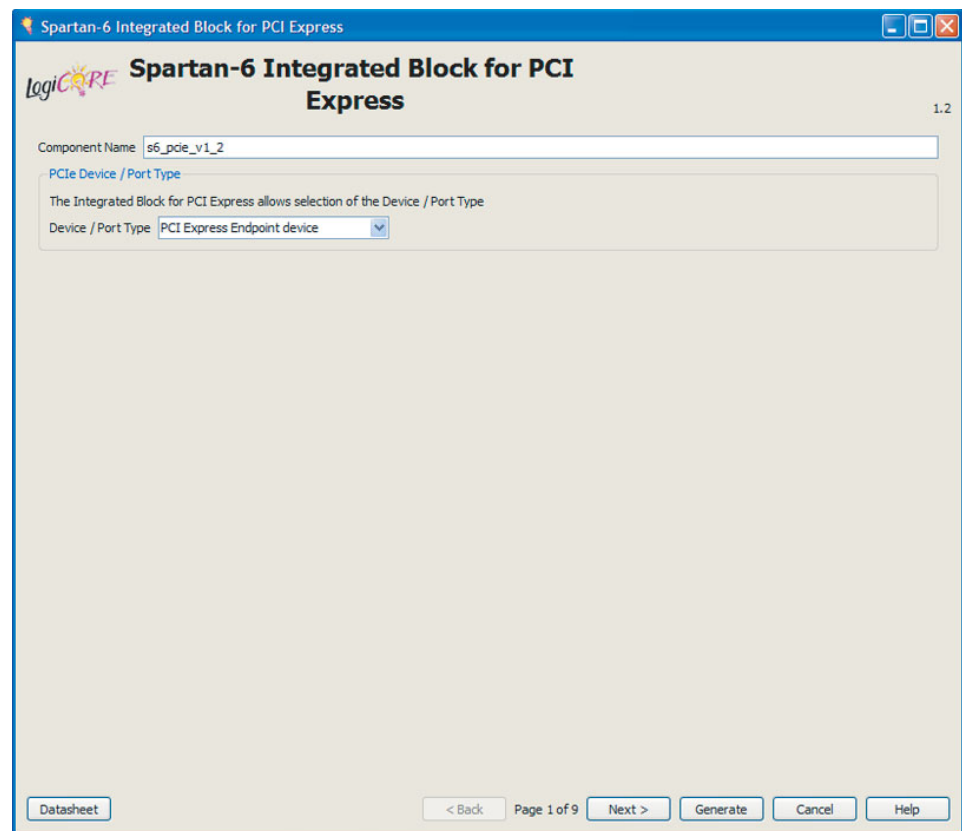 Spartan-6 Integrated Block for PCI Express
LogiCORE
Spartan-6 Integrated Block for PCI
Express
1.2
Component Name s6_pcie_v1_2
PCIe Device / Port Type
The Integrated Block for PCI Express allows selection of the Device / Port Type
Device / Port Type PCI Express Endpoint device
Datasheet < Back Page 1 of 9 Next > Generate Cancel Help